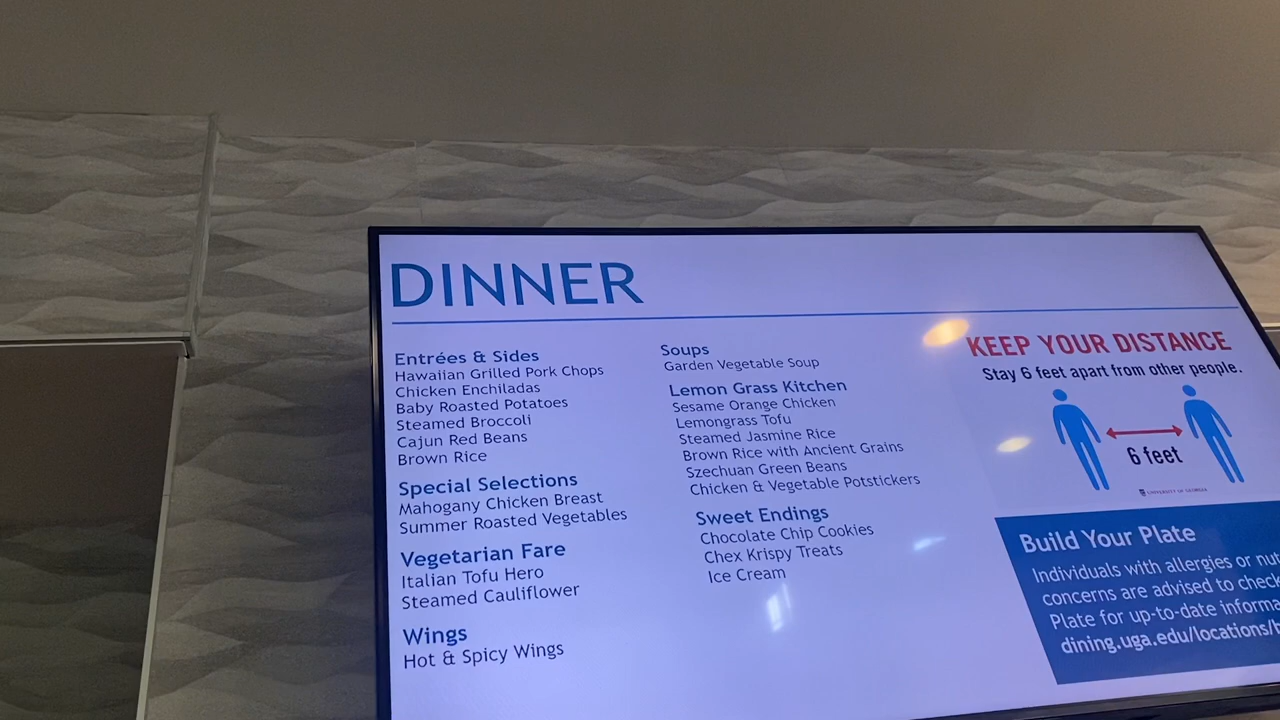 DINNER
Entrées & Sides
Hawaiian Grilled Pork Chops
Chicken Enchiladas
Baby Roasted Potatoes
Steamed Broccoli
Cajun Red Beans
Brown Rice
Special Selections
Mahogany Chicken Breast
Summer Roasted Vegetables
Vegetarian Fare
Italian Tofu Hero
Steamed Cauliflower
Wings
Hot & Spicy Wings
Soups
Garden Vegetable Soup
Lemon Grass Kitchen
Sesame Orange Chicken
Lemongrass Tofu
Steamed Jasmine Rice
Brown Rice with Ancient Grains
Szechuan Green Beans
Chicken & Vegetable Potstickers
Sweet Endings
Chocolate Chip Cookies
Chex Krispy Treats
Ice Cream
KEEP YOUR DISTANCE
Stay 6 feet apart from other people.
6 feet
UNIVERSITY OF GEORGIA
Build Your Plate
Individuals with allergies or nut
concerns are advised to check
Plate for up-to-date informa
dining.uga.edu/locations/